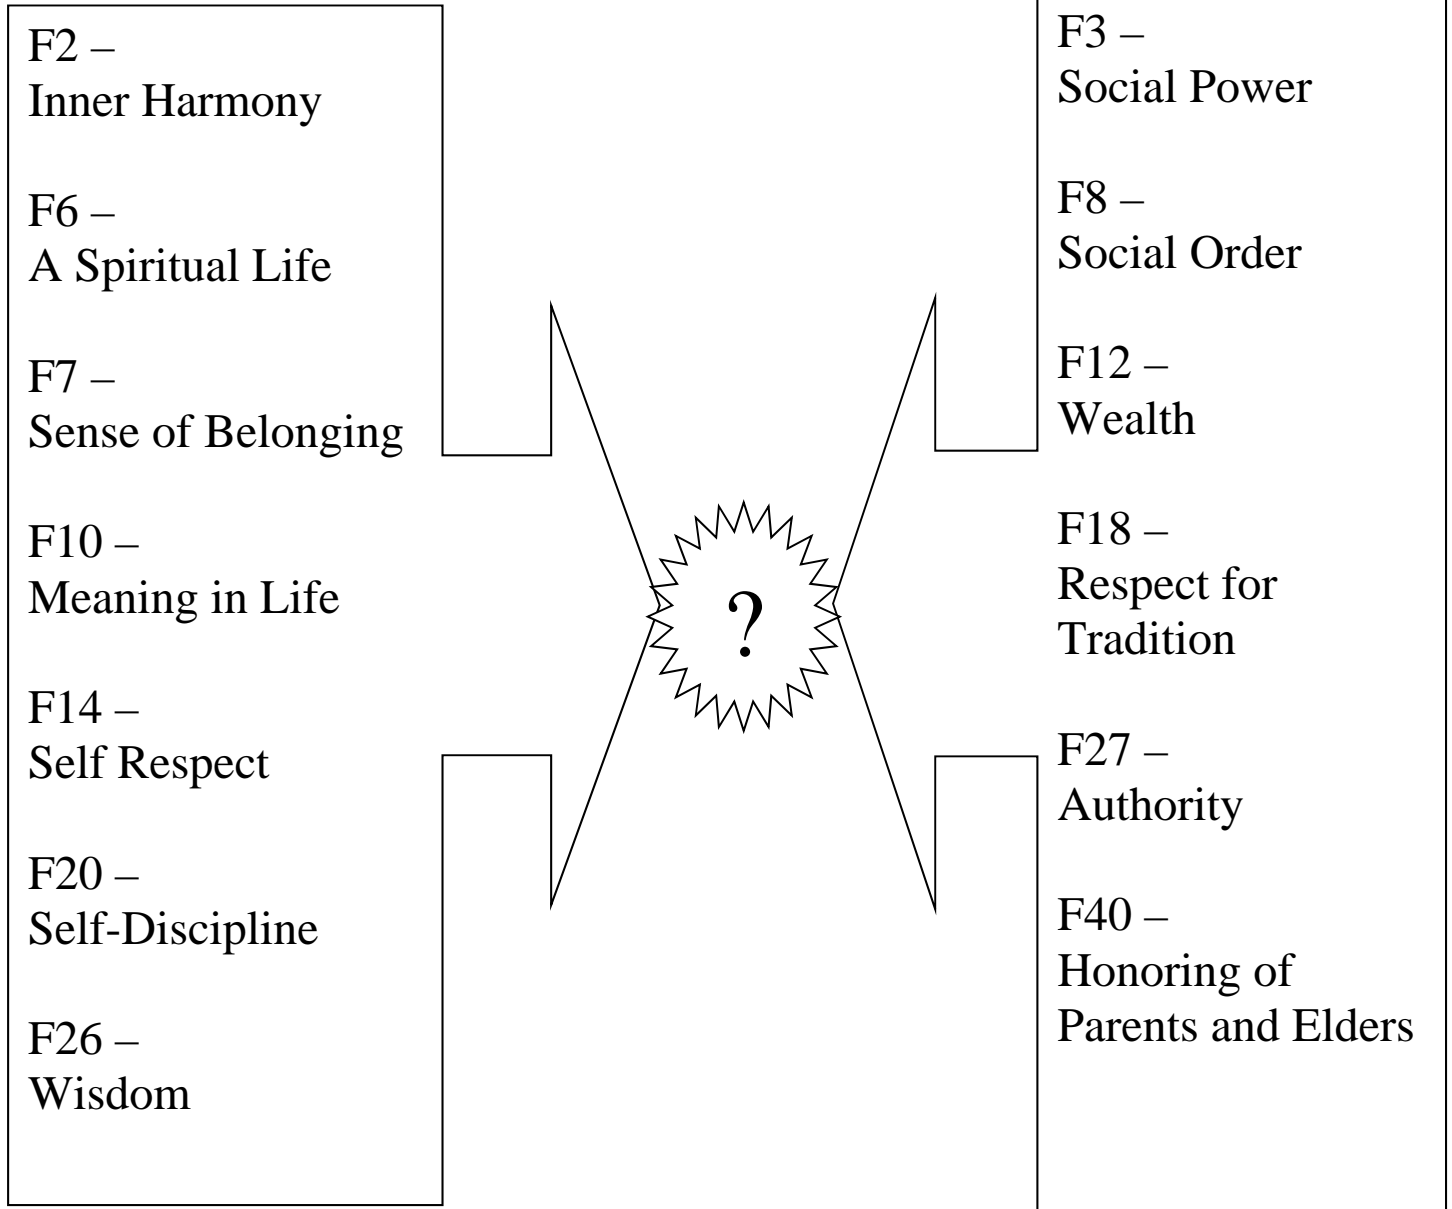 F2 –
Inner Harmony
F6 –
A Spiritual Life
F7 –
Sense of Belonging
F10 –
Meaning in Life
F14 –
Self Respect
F20 –
Self-Discipline
F26 –
Wisdom
?
F3 –
Social Power
F8 –
Social Order
F12 –
Wealth
F18 –
Respect for
Tradition
F27 –
Authority
F40 –
Honoring of
Parents and Elders